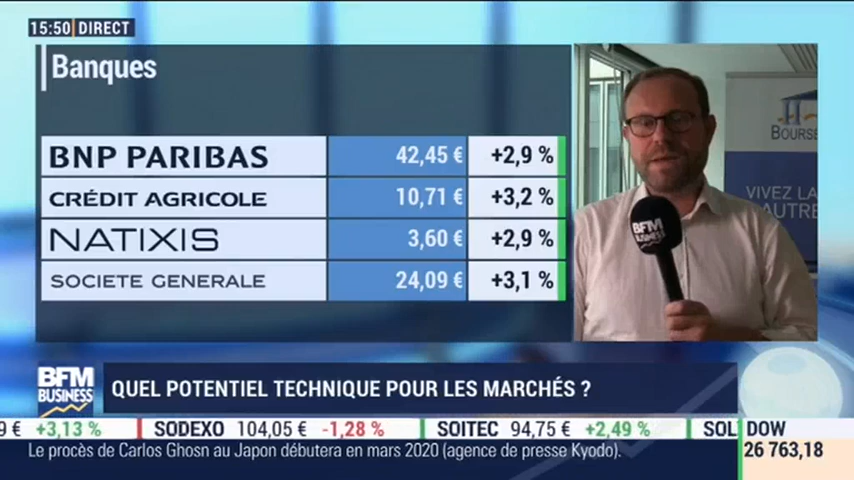 15:50 DIRECT
Banques
BNP PARIBAS 42,45 € +2,9 %
CRÉDIT AGRICOLE 10,71 € +3,2 %
NATIXIS 3,60 € +2,9 %
SOCIETE GENERALE 24,09 € +3,1 %
BOURSE
VIVEZ LA
AUTRE
BFM
BUSINESS
BFM
BUSINESS
QUEL POTENTIEL TECHNIQUE POUR LES MARCHÉS ?
9 € +3,13 % SODEXO 104,05 € -1,28 % SOITEC 94,75 € +2,49 % SOL DOW
Le procès de Carlos Ghosn au Japon débutera en mars 2020 (agence de presse Kyodo). 26 763,18